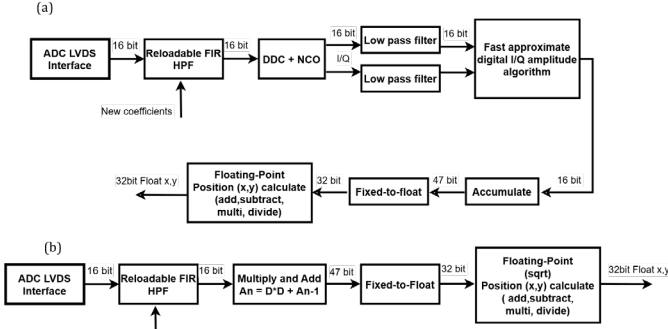 (a)
ADC LVDS
Interface
16 bit
Reloadable FIR
HPF
New coefficients
16 bit
DDC + NCO
16 bit
I/Q
Low pass filter
Low pass filter
16 bit
Fast approximate
digital I/Q amplitude
algorithm
16 bit
Accumulate
47 bit
Fixed-to-float
32 bit
Floating-Point
Position (x,y) calculate
(add,subtract,
multi, divide)
32bit Float x,y
(b)
ADC LVDS
Interface
16 bit
Reloadable FIR
HPF
16 bit
Multiply and Add
An = D*D + An-1
47 bit
Fixed-to-Float
32 bit
Floating-Point
(sqrt)
Position (x,y) calculate
( add,subtract,
multi, divide)
32bit Float x,y